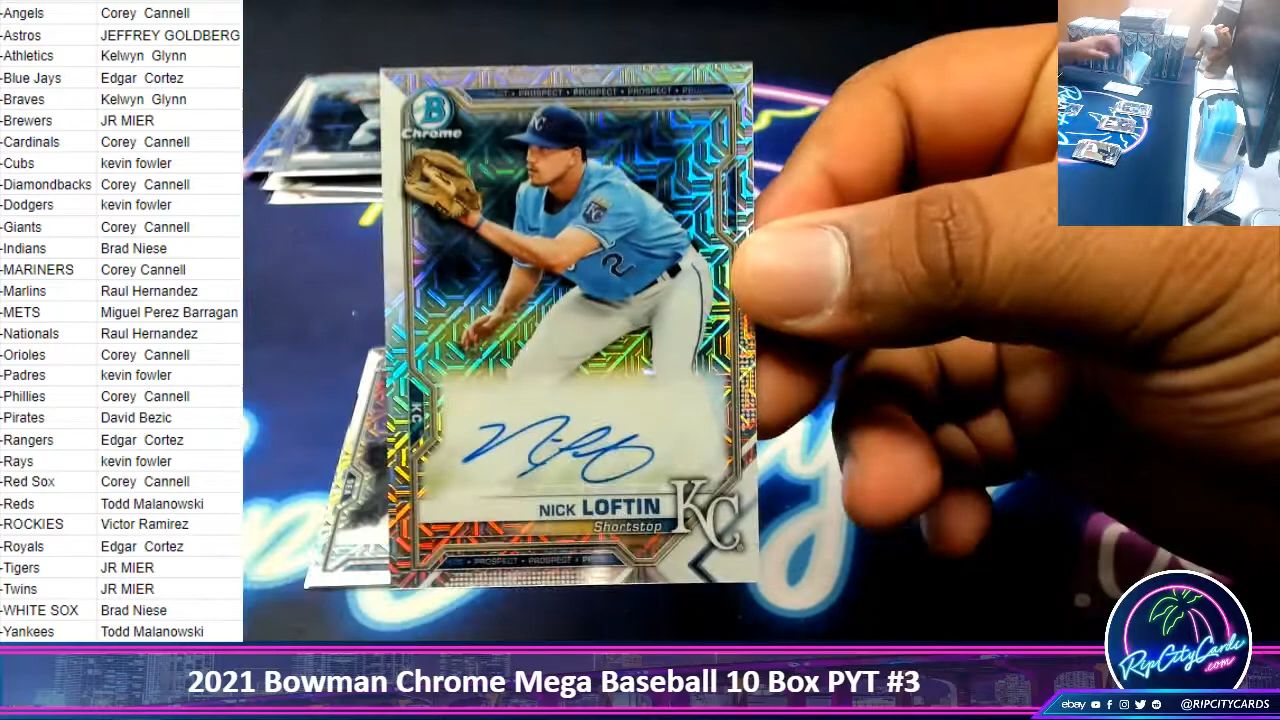 -Angels Corey Cannell
-Astros JEFFREY GOLDBERG
-Athletics Kelwyn Glynn
-Blue Jays Edgar Cortez
-Braves Kelwyn Glynn
-Brewers JR MIER
-Cardinals Corey Cannell
-Cubs kevin fowler
-Diamondbacks Corey Cannell
-Dodgers kevin fowler
-Giants Corey Cannell
-Indians Brad Niese
-MARINERS Corey Cannell
-Marlins Raul Hernandez
-METS Miguel Perez Barragan
-Nationals Raul Hernandez
-Orioles Corey Cannell
-Padres kevin fowler
-Phillies Corey Cannell
-Pirates David Bezic
-Rangers Edgar Cortez
-Rays kevin fowler
-Red Sox Corey Cannell
-Reds Todd Malanowski
-ROCKIES Victor Ramirez
-Royals Edgar Cortez
-Tigers JR MIER
-Twins JR MIER
-WHITE SOX Brad Niese
-Yankees Todd Malanowski
• PROSPECT • PROSPECT • PROSPECT •
B
Chrome
KC
KC
2
KC
NICK LOFTIN
Shortstop
KC
• PROSPECT • PROSPECT •
2021 Bowman Chrome Mega Baseball 10 Box PYT #3
RipCityCards
.com
ebay @RIPCITYCARDS